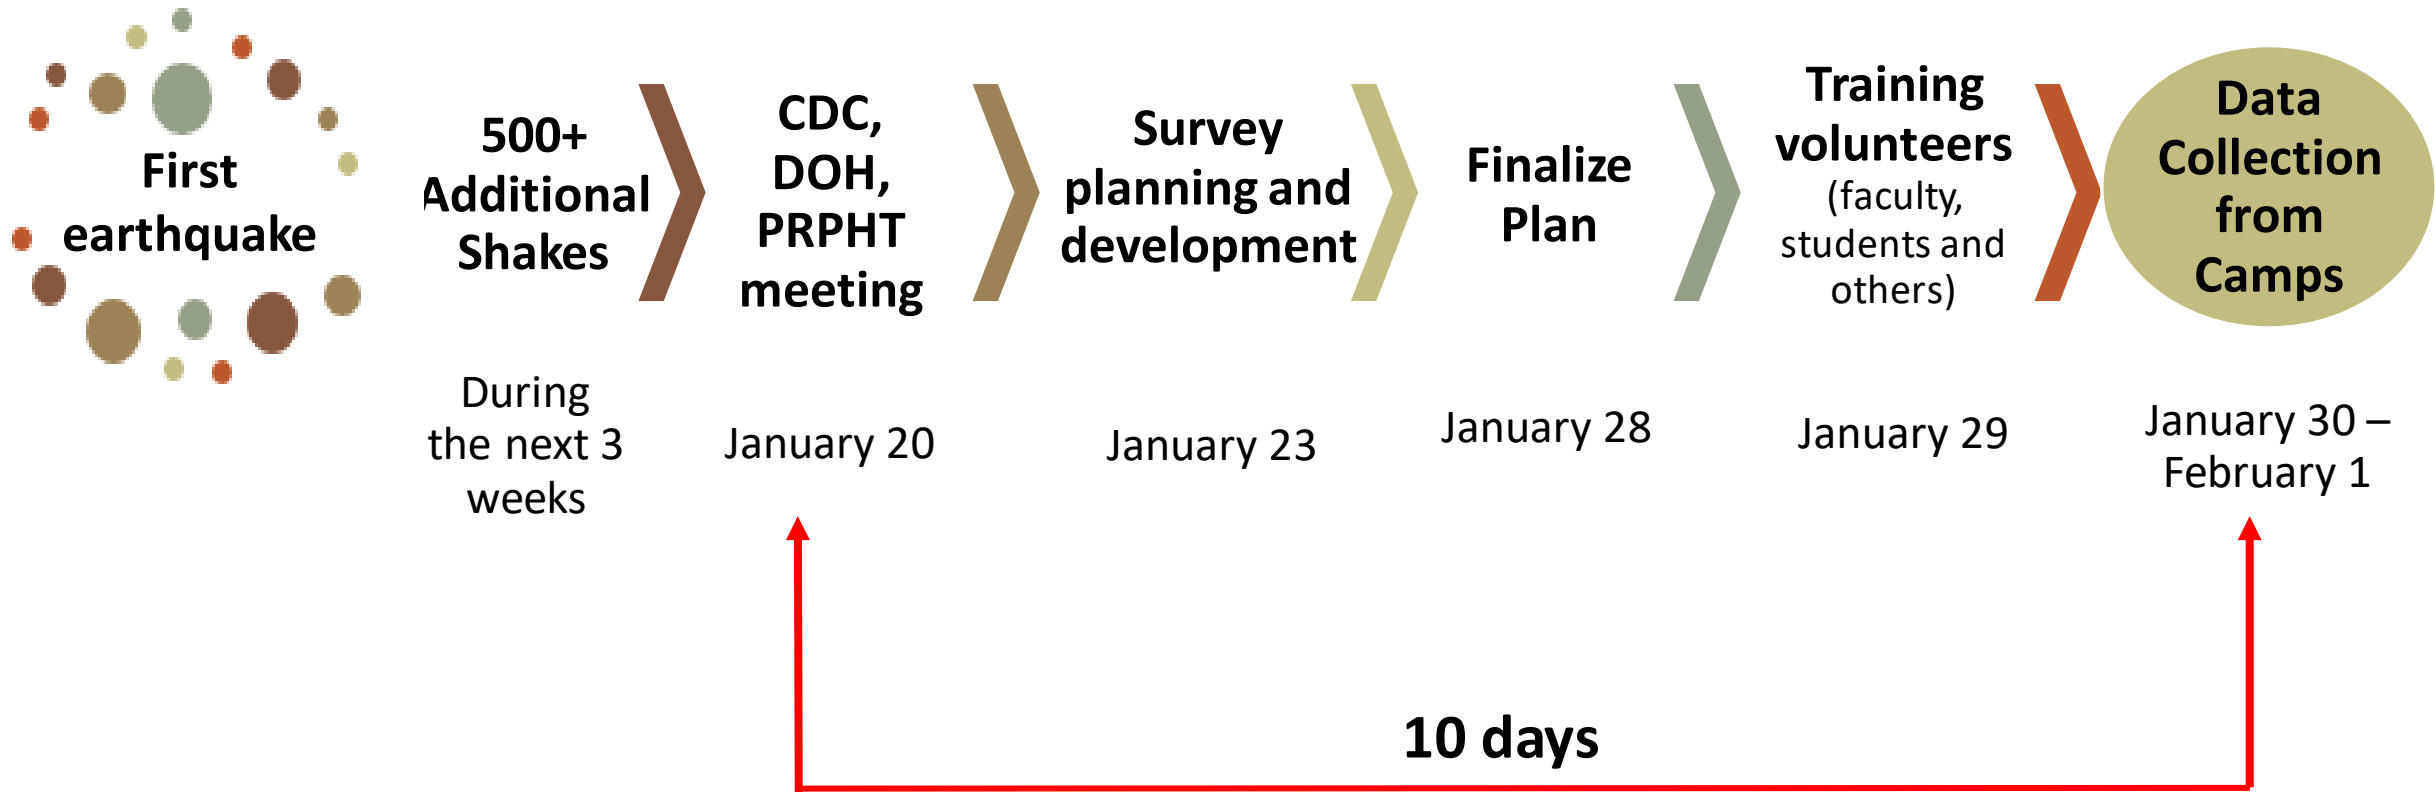 First
earthquake
500+
Additional
Shakes
CDC,
DOH,
PRPHT
meeting
Survey
planning and
development
Finalize
Plan
Training
volunteers
(faculty,
students and
others)
Data
Collection
from
Camps
During
the next 3
weeks
January 20
January 23
January 28
January 29
January 30 –
February 1
10 days